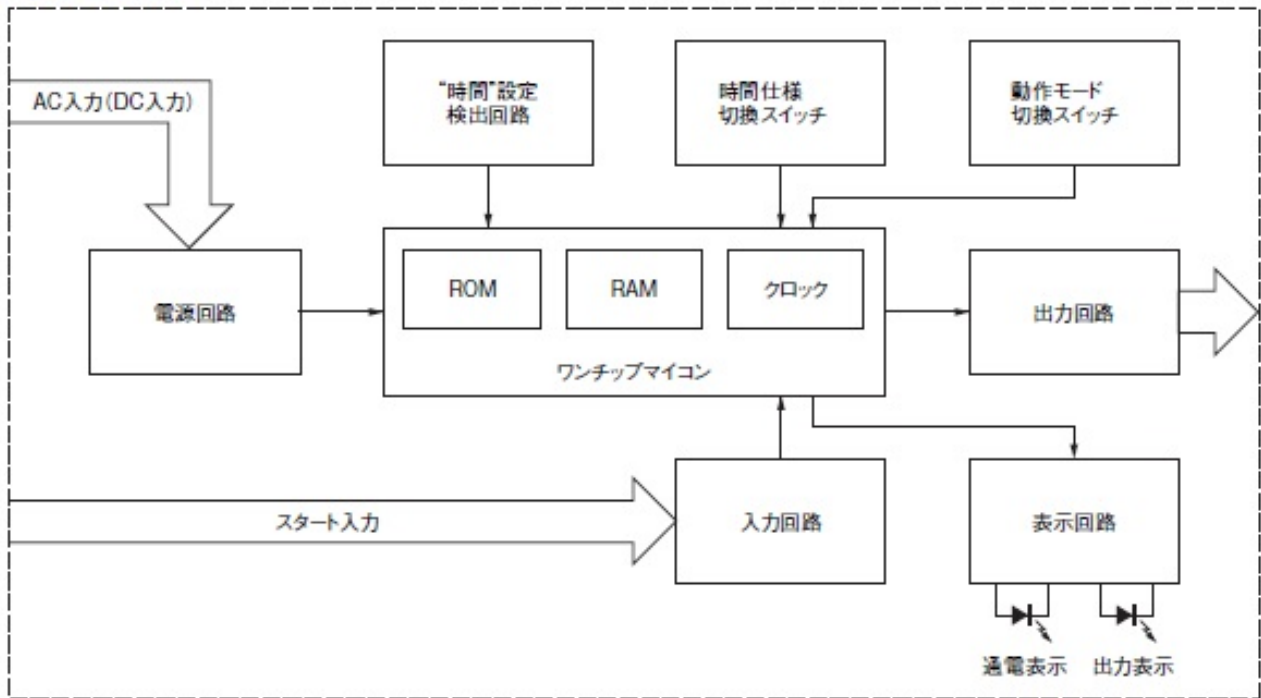 AC入力(DC入力)
“時間”設定
検出回路
時間仕様
切換スイッチ
動作モード
切換スイッチ
電源回路
ROM
RAM
クロック
ワンチップマイコン
出力回路
スタート入力
入力回路
表示回路
通電表示
出力表示